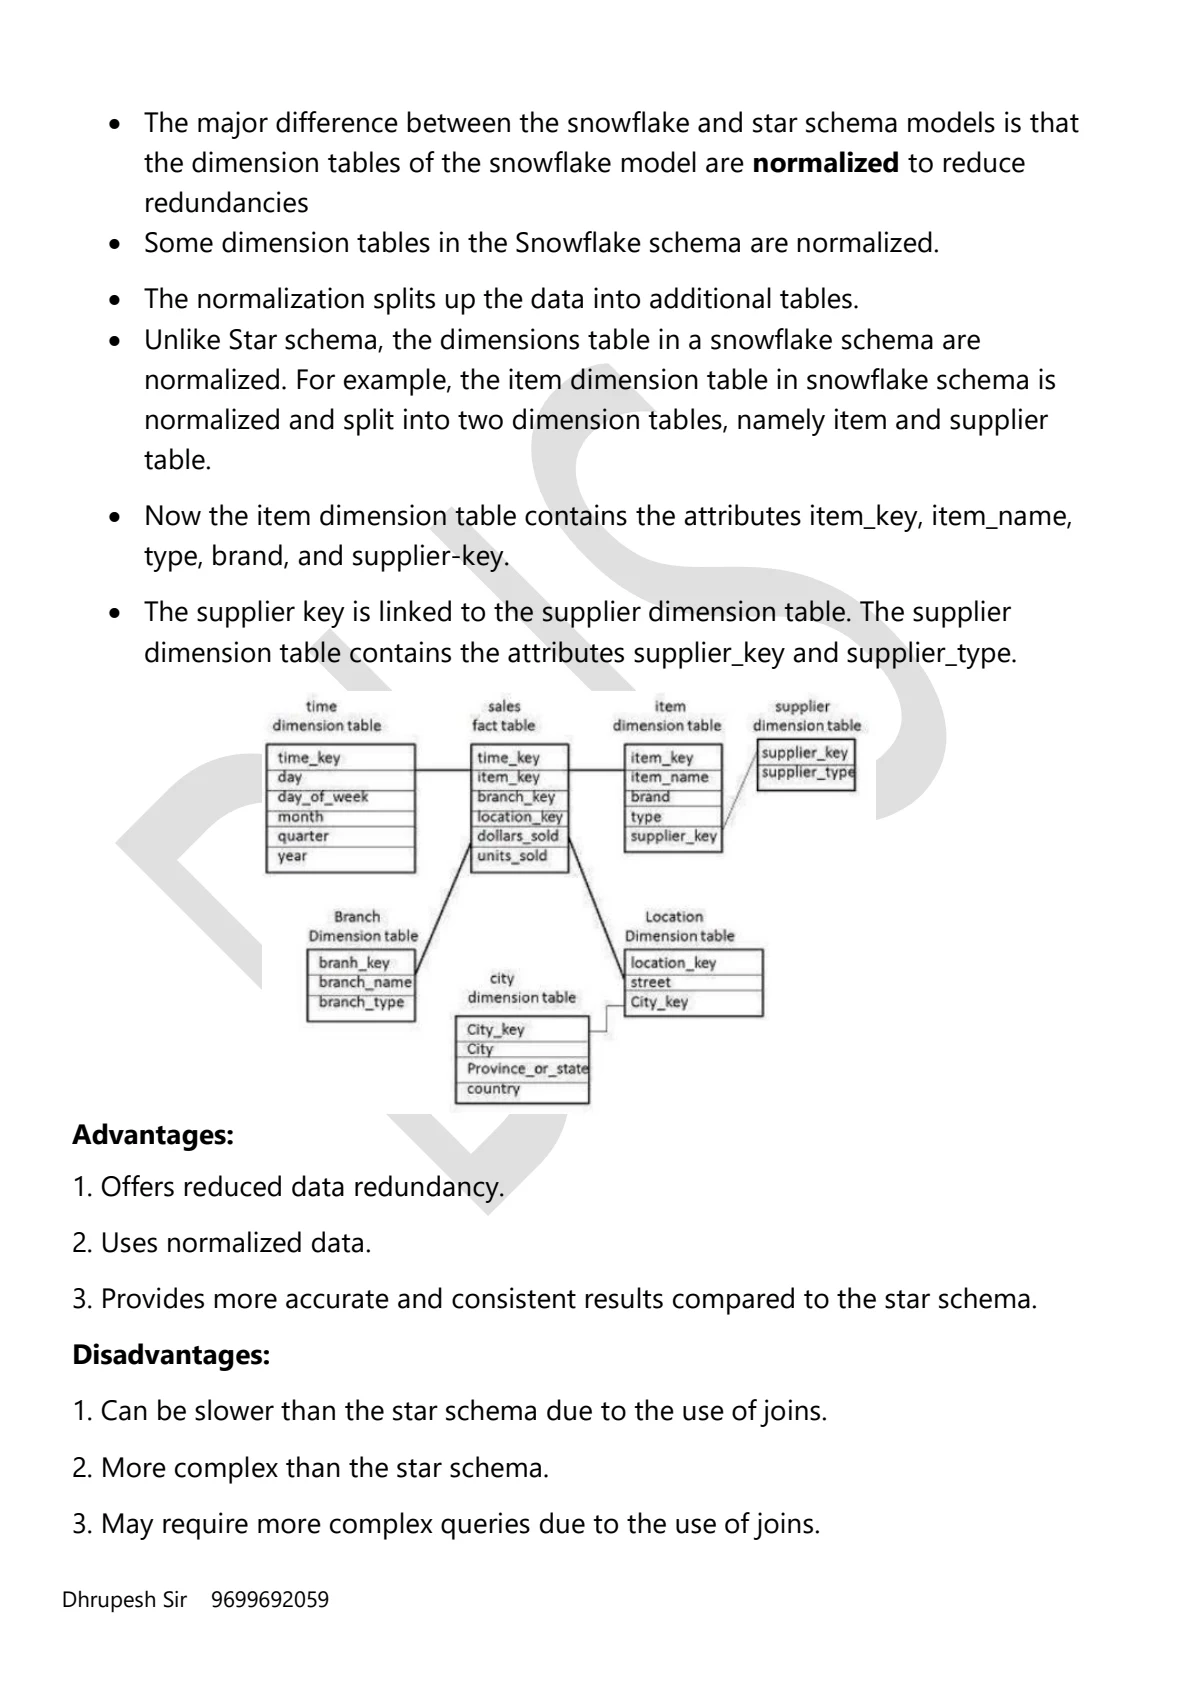 • The major difference between the snowflake and star schema models is that
the dimension tables of the snowflake model are normalized to reduce
redundancies
• Some dimension tables in the Snowflake schema are normalized.
• The normalization splits up the data into additional tables.
• Unlike Star schema, the dimensions table in a snowflake schema are
normalized. For example, the item dimension table in snowflake schema is
normalized and split into two dimension tables, namely item and supplier
table.
• Now the item dimension table contains the attributes item_key, item_name,
type, brand, and supplier-key.
• The supplier key is linked to the supplier dimension table. The supplier
dimension table contains the attributes supplier_key and supplier_type.
time
dimension table
time_key
day
day_of_week
month
quarter
year
sales
fact table
time_key
item_key
branch_key
location_key
dollars_sold
units_sold
item
dimension table
item_key
item_name
brand
type
supplier_key
supplier
dimension table
supplier_key
supplier_type
Branch
Dimension table
branh_key
branch_name
branch_type
city
dimension table
City_key
City
Province_or_state
country
Location
Dimension table
location_key
street
City_key
Advantages:
1. Offers reduced data redundancy.
2. Uses normalized data.
3. Provides more accurate and consistent results compared to the star schema.
Disadvantages:
1. Can be slower than the star schema due to the use of joins.
2. More complex than the star schema.
3. May require more complex queries due to the use of joins.
Dhrupesh Sir 9699692059